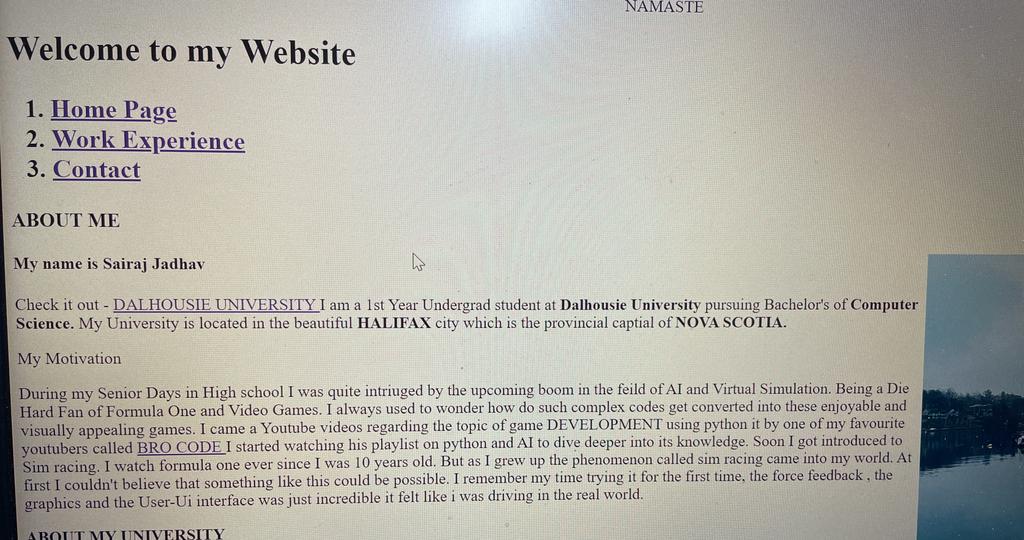 NAMASTE
Welcome to my Website
1. Home Page
2. Work Experience
3. Contact
ABOUT ME
My name is Sairaj Jadhav
Check it out - DALHOUSIE UNIVERSITY I am a 1st Year Undergrad student at Dalhousie University pursuing Bachelor's of Computer
Science. My University is located in the beautiful HALIFAX city which is the provincial captial of NOVA SCOTIA.
My Motivation
During my Senior Days in High school I was quite intriuged by the upcoming boom in the feild of AI and Virtual Simulation. Being a Die
Hard Fan of Formula One and Video Games. I always used to wonder how do such complex codes get converted into these enjoyable and
visually appealing games. I came a Youtube videos regarding the topic of game DEVELOPMENT using python it by one of my favourite
youtubers called BRO CODE I started watching his playlist on python and AI to dive deeper into its knowledge. Soon I got introduced to
Sim racing. I watch formula one ever since I was 10 years old. But as I grew up the phenomenon called sim racing came into my world. At
first I couldn't believe that something like this could be possible. I remember my time trying it for the first time, the force feedback , the
graphics and the User-Ui interface was just incredible it felt like i was driving in the real world.
ABOUT MY UNIVERSITY